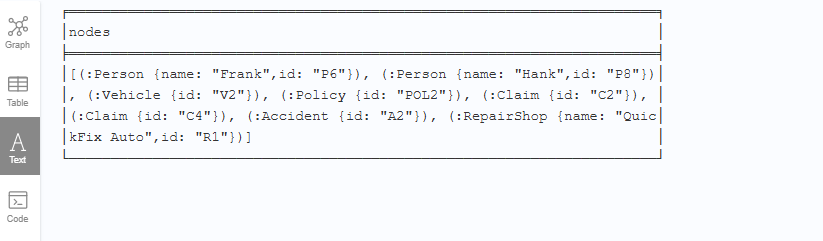 Graph
Table
A
Text
Code
nodes
[(:Person {name: "Frank",id: "P6"}), (:Person {name: "Hank",id: "P8"})
, (:Vehicle {id: "V2"}), (:Policy {id: "POL2"}), (:Claim {id: "C2"}),
(:Claim {id: "C4"}), (:Accident {id: "A2"}), (:RepairShop {name: "Quic
kFix Auto",id: "R1"})]